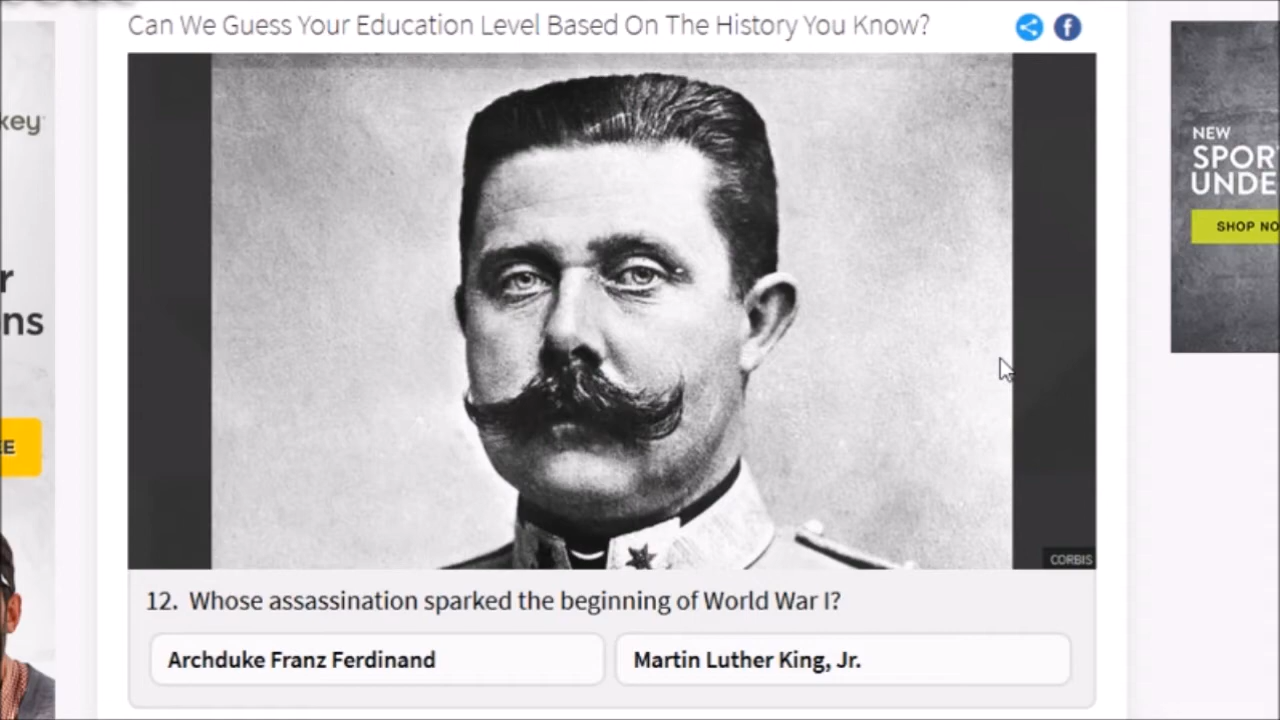 Can We Guess Your Education Level Based On The History You Know?
key
r
ns
NEW
SPOR
UNDE
SHOP NO
CORBIS
12. Whose assassination sparked the beginning of World War I?
Archduke Franz Ferdinand
Martin Luther King, Jr.